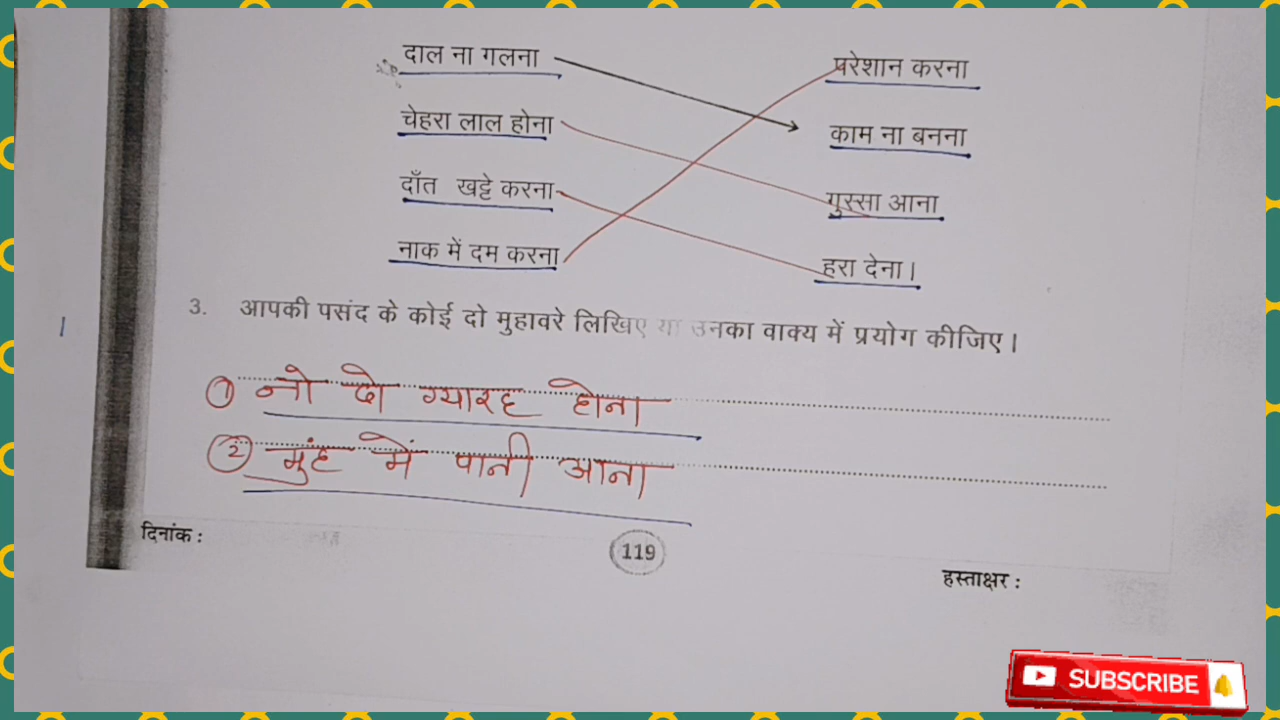 दाल ना गलना परेशान करना
चेहरा लाल होना काम ना बनना
दाँत खट्टे करना गुस्सा आना
नाक में दम करना हरा देना।
3. आपकी पसंद के कोई दो मुहावरे लिखिए या उनका वाक्य में प्रयोग कीजिए।
① नो दो ग्यारह होना
② मुंह में पानी आना
दिनांक :
119
हस्ताक्षर :
SUBSCRIBE